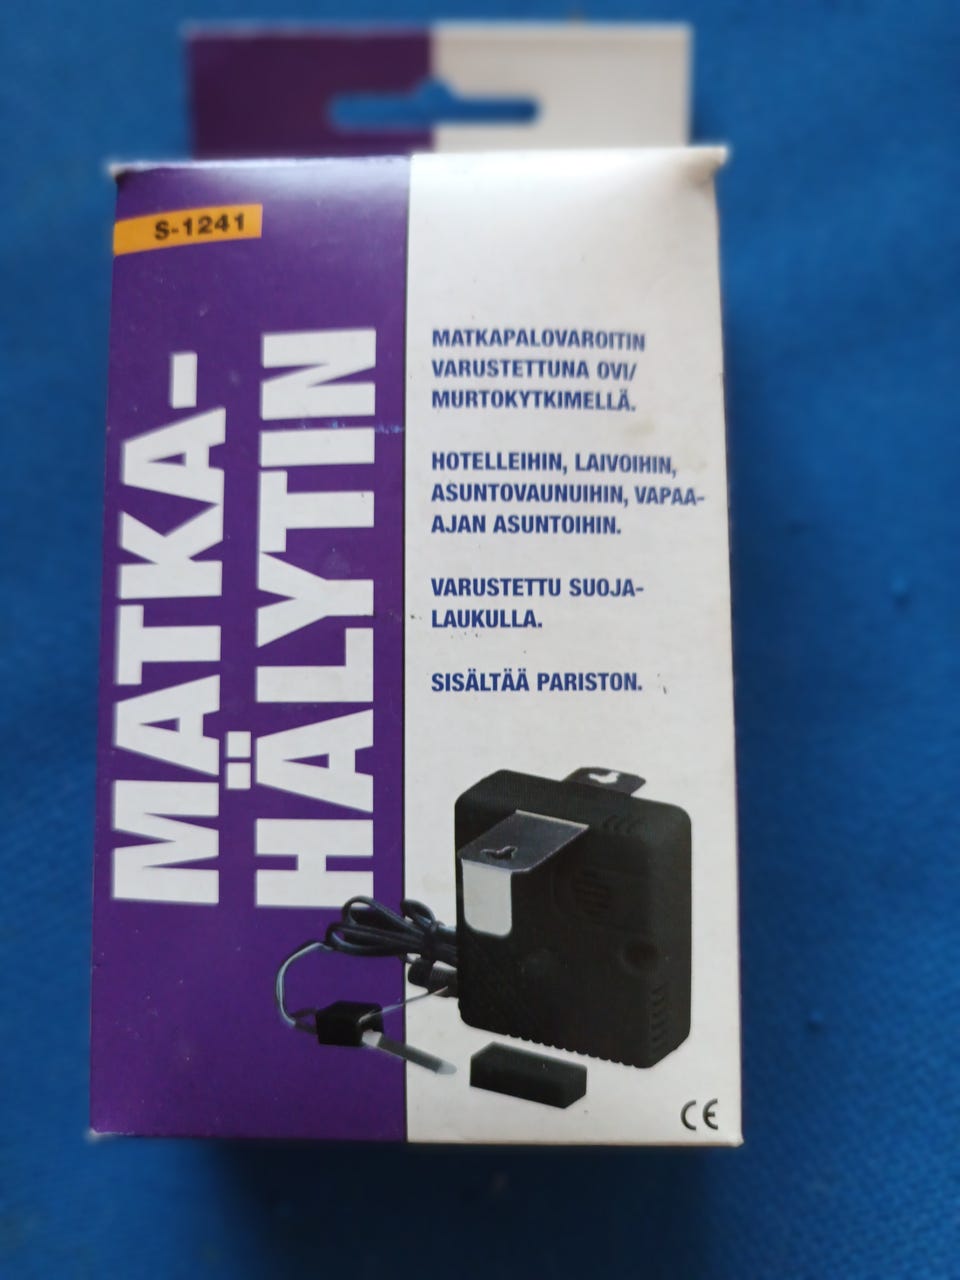 S-1241
MATKA-
HÄLYTIN
MATKAPALOVAROITIN
VARUSTETTUNA OVI/
MURTOKYTKIMELLÄ.
HOTELLEIHIN, LAIVOIHIN,
ASUNTOVAUNUIHIN, VAPAA-
AJAN ASUNTOIHIN.
VARUSTETTU SUOJA-
LAUKULLA.
SISÄLTÄÄ PARISTON.
CE